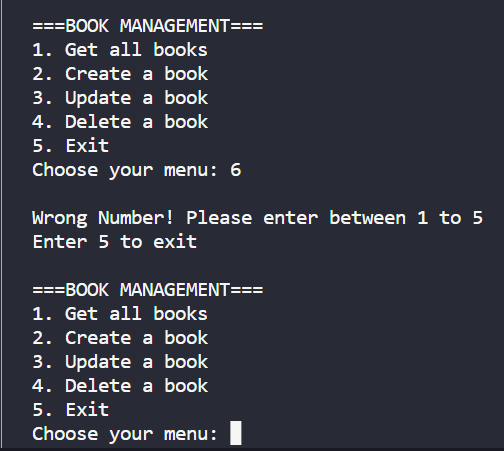 ===BOOK MANAGEMENT===
1. Get all books
2. Create a book
3. Update a book
4. Delete a book
5. Exit
Choose your menu: 6
Wrong Number! Please enter between 1 to 5
Enter 5 to exit
===BOOK MANAGEMENT===
1. Get all books
2. Create a book
3. Update a book
4. Delete a book
5. Exit
Choose your menu: